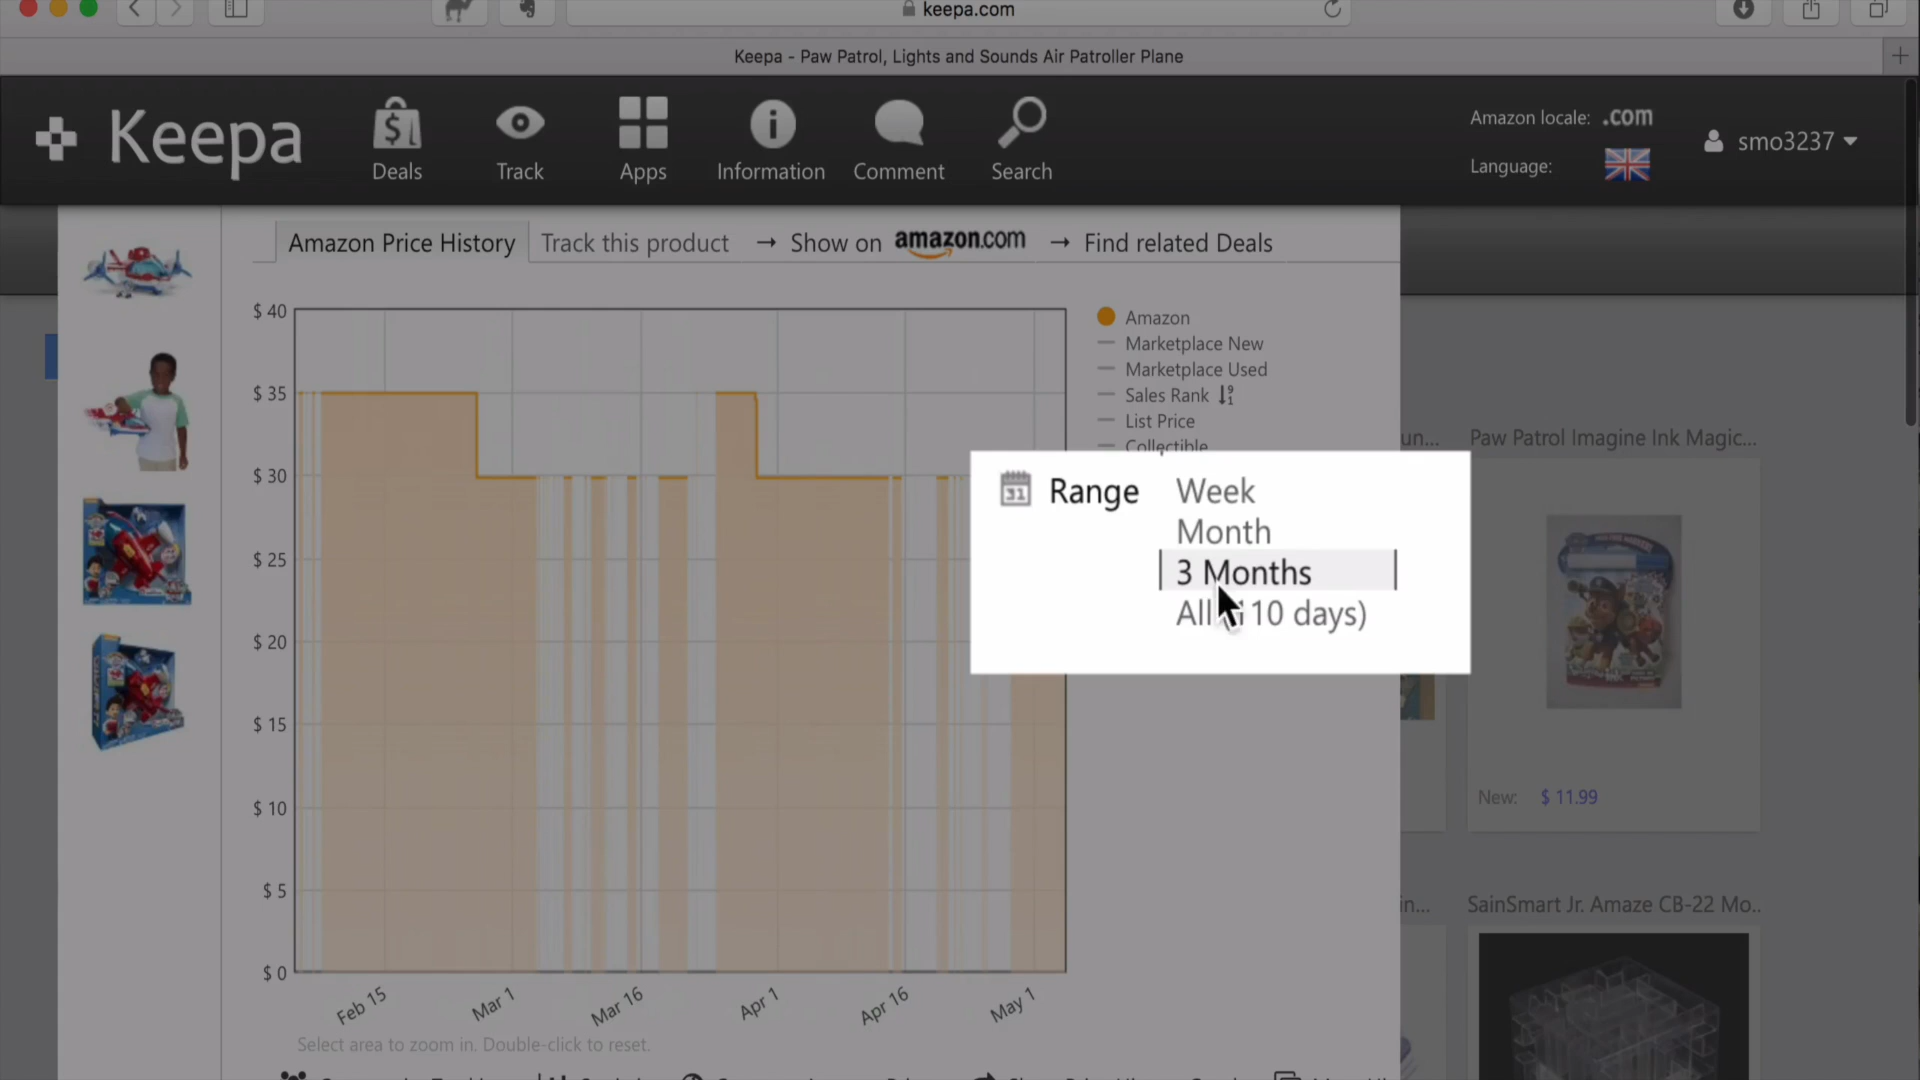 keepa.com
Keepa - Paw Patrol, Lights and Sounds Air Patroller Plane
Keepa
Deals
Track
Apps
Information
Comment
Search
Amazon locale: .com
Language:
smo3237
Amazon Price History
Track this product
→ Show on amazon.com
→ Find related Deals
$ 40
$ 35
$ 30
$ 25
$ 20
$ 15
$ 10
$ 5
$ 0
Feb 15
Mar 1
Mar 16
Apr 1
Apr 16
May 1
Amazon
Marketplace New
Marketplace Used
Sales Rank
List Price
Collectible
31 Range
Week
Month
3 Months
All 10 days)
Select area to zoom in. Double-click to reset.
un...
Paw Patrol Imagine Ink Magic...
New: $ 11.99
in...
SainSmart Jr. Amaze CB-22 Mo..